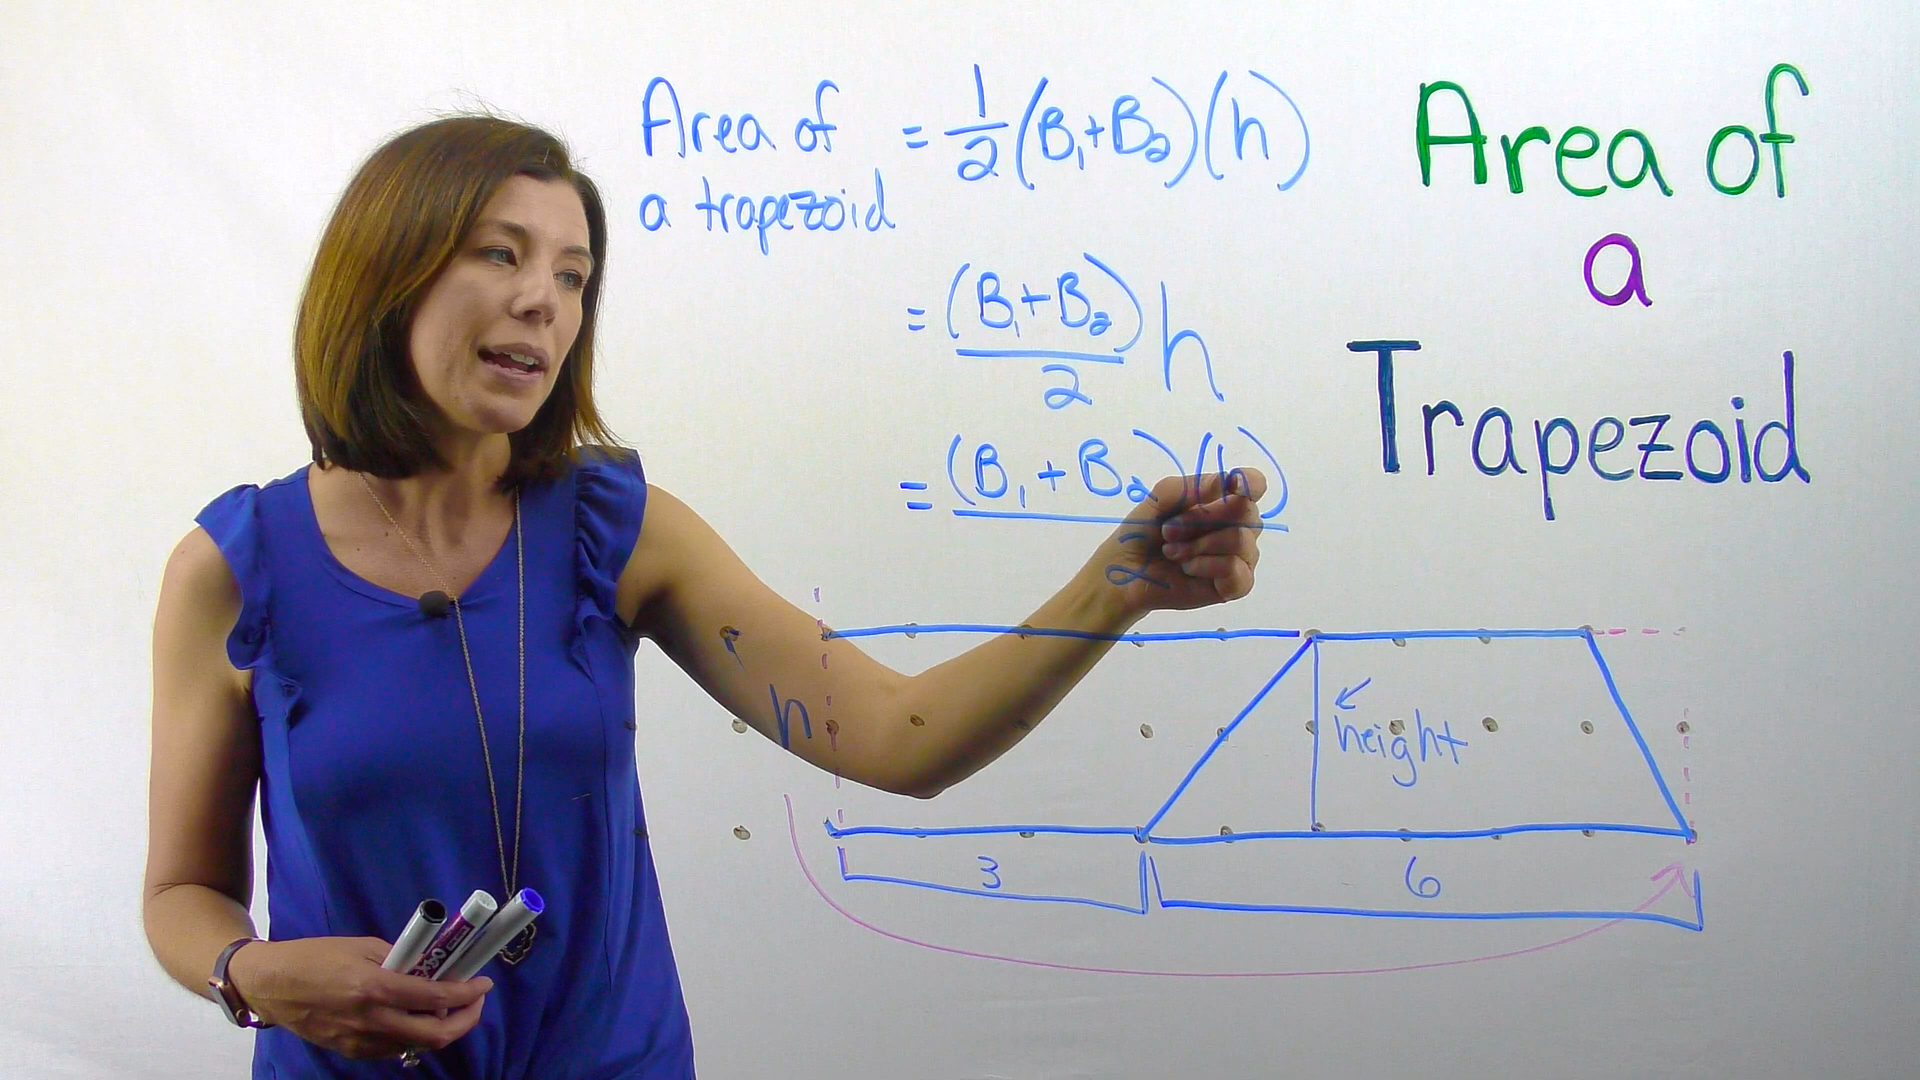 Area of
a trapezoid
= 1/2 (B₁+B₂)(h)
= (B₁+B₂)/2 h
= (B₁+B₂)(h)/2
Area of
a
Trapezoid
h
height
3
6
EXPO